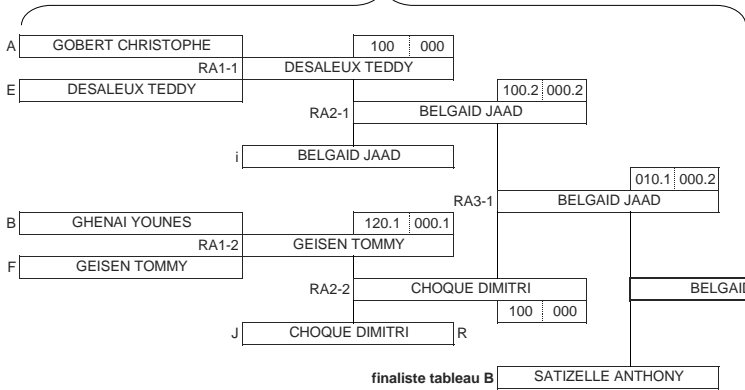 A GOBERT CHRISTOPHE 100 000
RA1-1 DESALEUX TEDDY
E DESALEUX TEDDY 100.2 000.2
RA2-1 BELGAID JAAD
i BELGAID JAAD
010.1 000.2
RA3-1 BELGAID JAAD
B GHENAI YOUNES 120.1 000.1
RA1-2 GEISEN TOMMY
F GEISEN TOMMY
RA2-2 CHOQUE DIMITRI BELGAID
100 000
J CHOQUE DIMITRI R
finaliste tableau B SATIZELLE ANTHONY